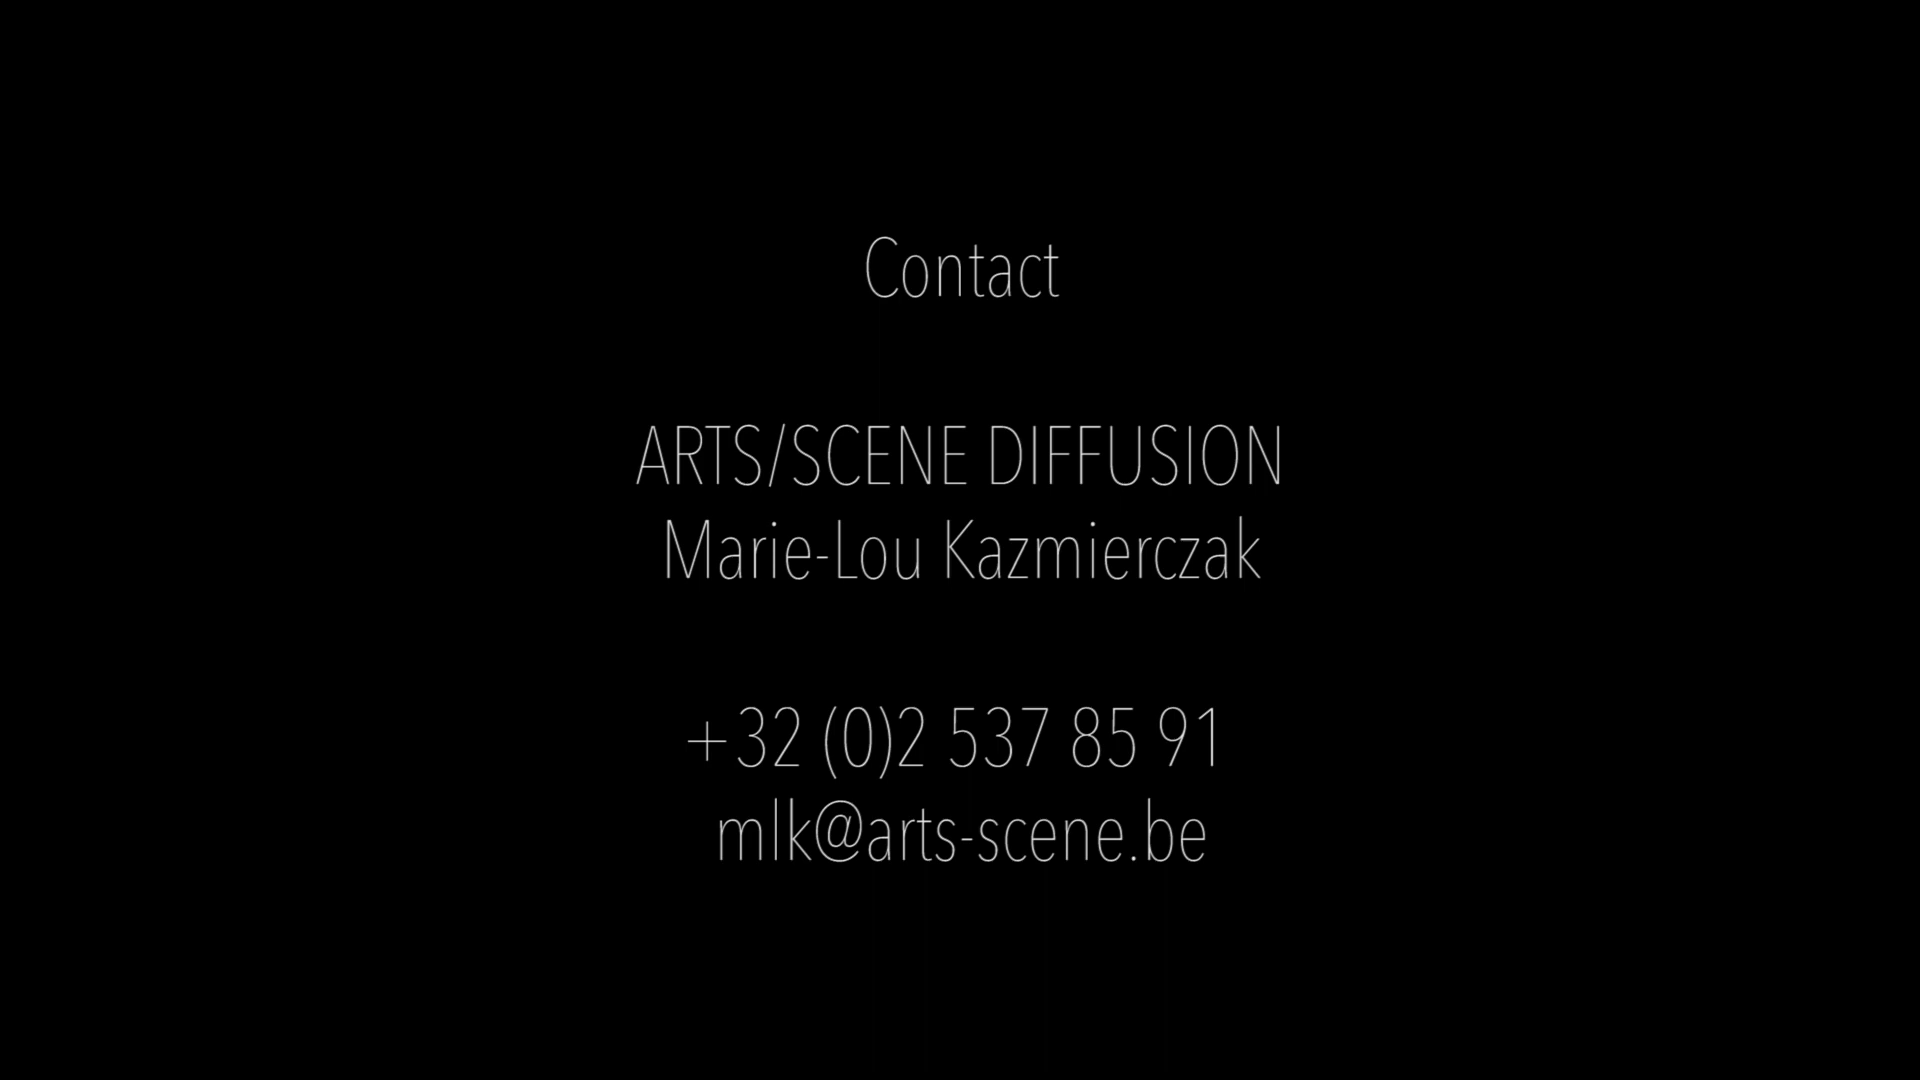 Contact
ARTS/SCENE DIFFUSION
Marie-Lou Kazmierczak
+32 (0)2 537 85 91
mlk@arts-scene.be